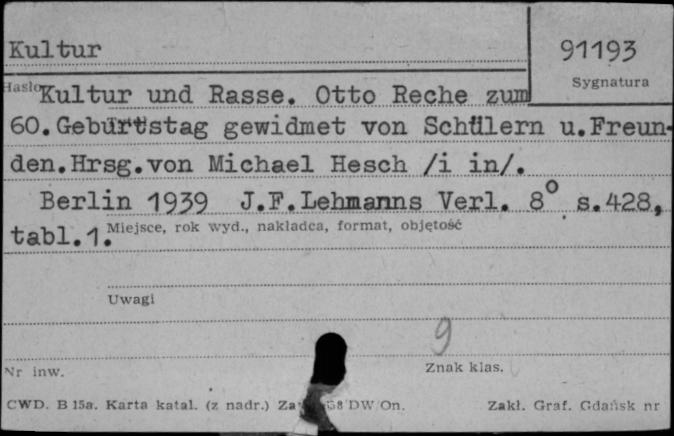 Kultur
91193
Sygnatura
Hasło
Kultur und Rasse. Otto Reche zum
60.Geburtstag gewidmet von Schülern u.Freun-
den.Hrsg.von Michael Hesch /i in/.
Berlin 1939 J.F.Lehmanns Verl. 8° s.428,
tabl.1.
Miejsce, rok wyd., nakładca, format, objętość
Uwagi
9
Nr inw.
Znak klas.
CWD. B 15a. Karta katal. (z nadr.) DW/On. Zakł. Graf. Gdańsk nr